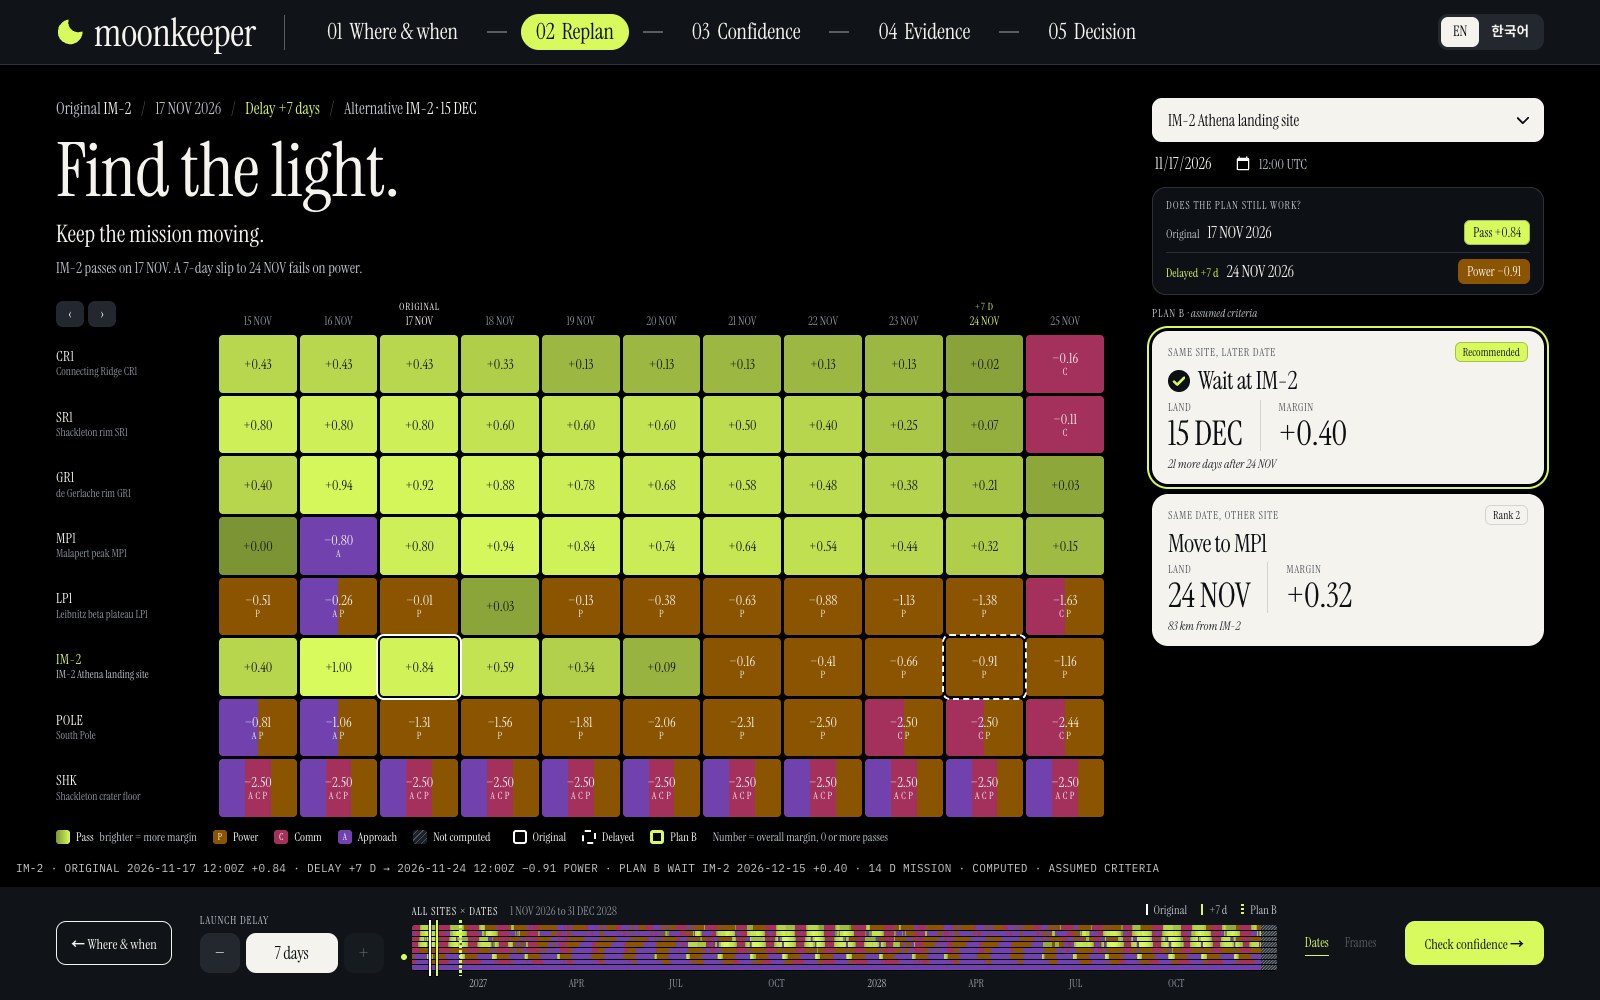 moonkeeper
01 Where & when — 02 Replan — 03 Confidence — 04 Evidence — 05 Decision
EN 한국어
Original IM-2 / 17 NOV 2026 / Delay +7 days / Alternative IM-2 · 15 DEC
Find the light.
Keep the mission moving.
IM-2 passes on 17 NOV. A 7-day slip to 24 NOV fails on power.
IM-2 Athena landing site
11/17/2026 12:00 UTC
DOES THE PLAN STILL WORK?
Original 17 NOV 2026 Pass +0.84
Delayed +7 d 24 NOV 2026 Power −0.91
PLAN B · assumed criteria
SAME SITE, LATER DATE Recommended
Wait at IM-2
LAND MARGIN
15 DEC +0.40
21 more days after 24 NOV
SAME DATE, OTHER SITE Rank 2
Move to MP1
LAND MARGIN
24 NOV +0.32
83 km from IM-2
‹ ›
ORIGINAL +7 D
15 NOV 16 NOV 17 NOV 18 NOV 19 NOV 20 NOV 21 NOV 22 NOV 23 NOV 24 NOV 25 NOV
CR1
Connecting Ridge CR1
+0.43 +0.43 +0.43 +0.33 +0.13 +0.13 +0.13 +0.13 +0.13 +0.02 −0.16
C
SR1
Shackleton rim SR1
+0.80 +0.80 +0.80 +0.60 +0.60 +0.60 +0.50 +0.40 +0.25 +0.07 −0.11
C
GR1
de Gerlache rim GR1
+0.40 +0.94 +0.92 +0.88 +0.78 +0.68 +0.58 +0.48 +0.38 +0.21 +0.03
MP1
Malapert peak MP1
+0.00 −0.80 +0.80 +0.94 +0.84 +0.74 +0.64 +0.54 +0.44 +0.32 +0.15
A
LP1
Leibnitz beta plateau LP1
−0.51 −0.26 −0.01 +0.03 −0.13 −0.38 −0.63 −0.88 −1.13 −1.38 −1.63
P A P P P P P P P P C P
IM-2
IM-2 Athena landing site
+0.40 +1.00 +0.84 +0.59 +0.34 +0.09 −0.16 −0.41 −0.66 −0.91 −1.16
P P P P P
POLE
South Pole
−0.81 −1.06 −1.31 −1.56 −1.81 −2.06 −2.31 −2.50 −2.50 −2.50 −2.44
A P A P P P P P P P C P C P C P
SHK
Shackleton crater floor
−2.50 −2.50 −2.50 −2.50 −2.50 −2.50 −2.50 −2.50 −2.50 −2.50 −2.50
A C P A C P A C P A C P A C P A C P A C P A C P A C P A C P A C P
Pass brighter = more margin P Power C Comm A Approach Not computed Original Delayed Plan B Number = overall margin, 0 or more passes
IM-2 · ORIGINAL 2026-11-17 12:00Z +0.84 · DELAY +7 D → 2026-11-24 12:00Z −0.91 POWER · PLAN B WAIT IM-2 2026-12-15 +0.40 · 14 D MISSION · COMPUTED · ASSUMED CRITERIA
← Where & when
LAUNCH DELAY
− 7 days +
ALL SITES × DATES 1 NOV 2026 to 31 DEC 2028
Original +7 d Plan B
2027 APR JUL OCT 2028 APR JUL OCT
Dates Frames
Check confidence →